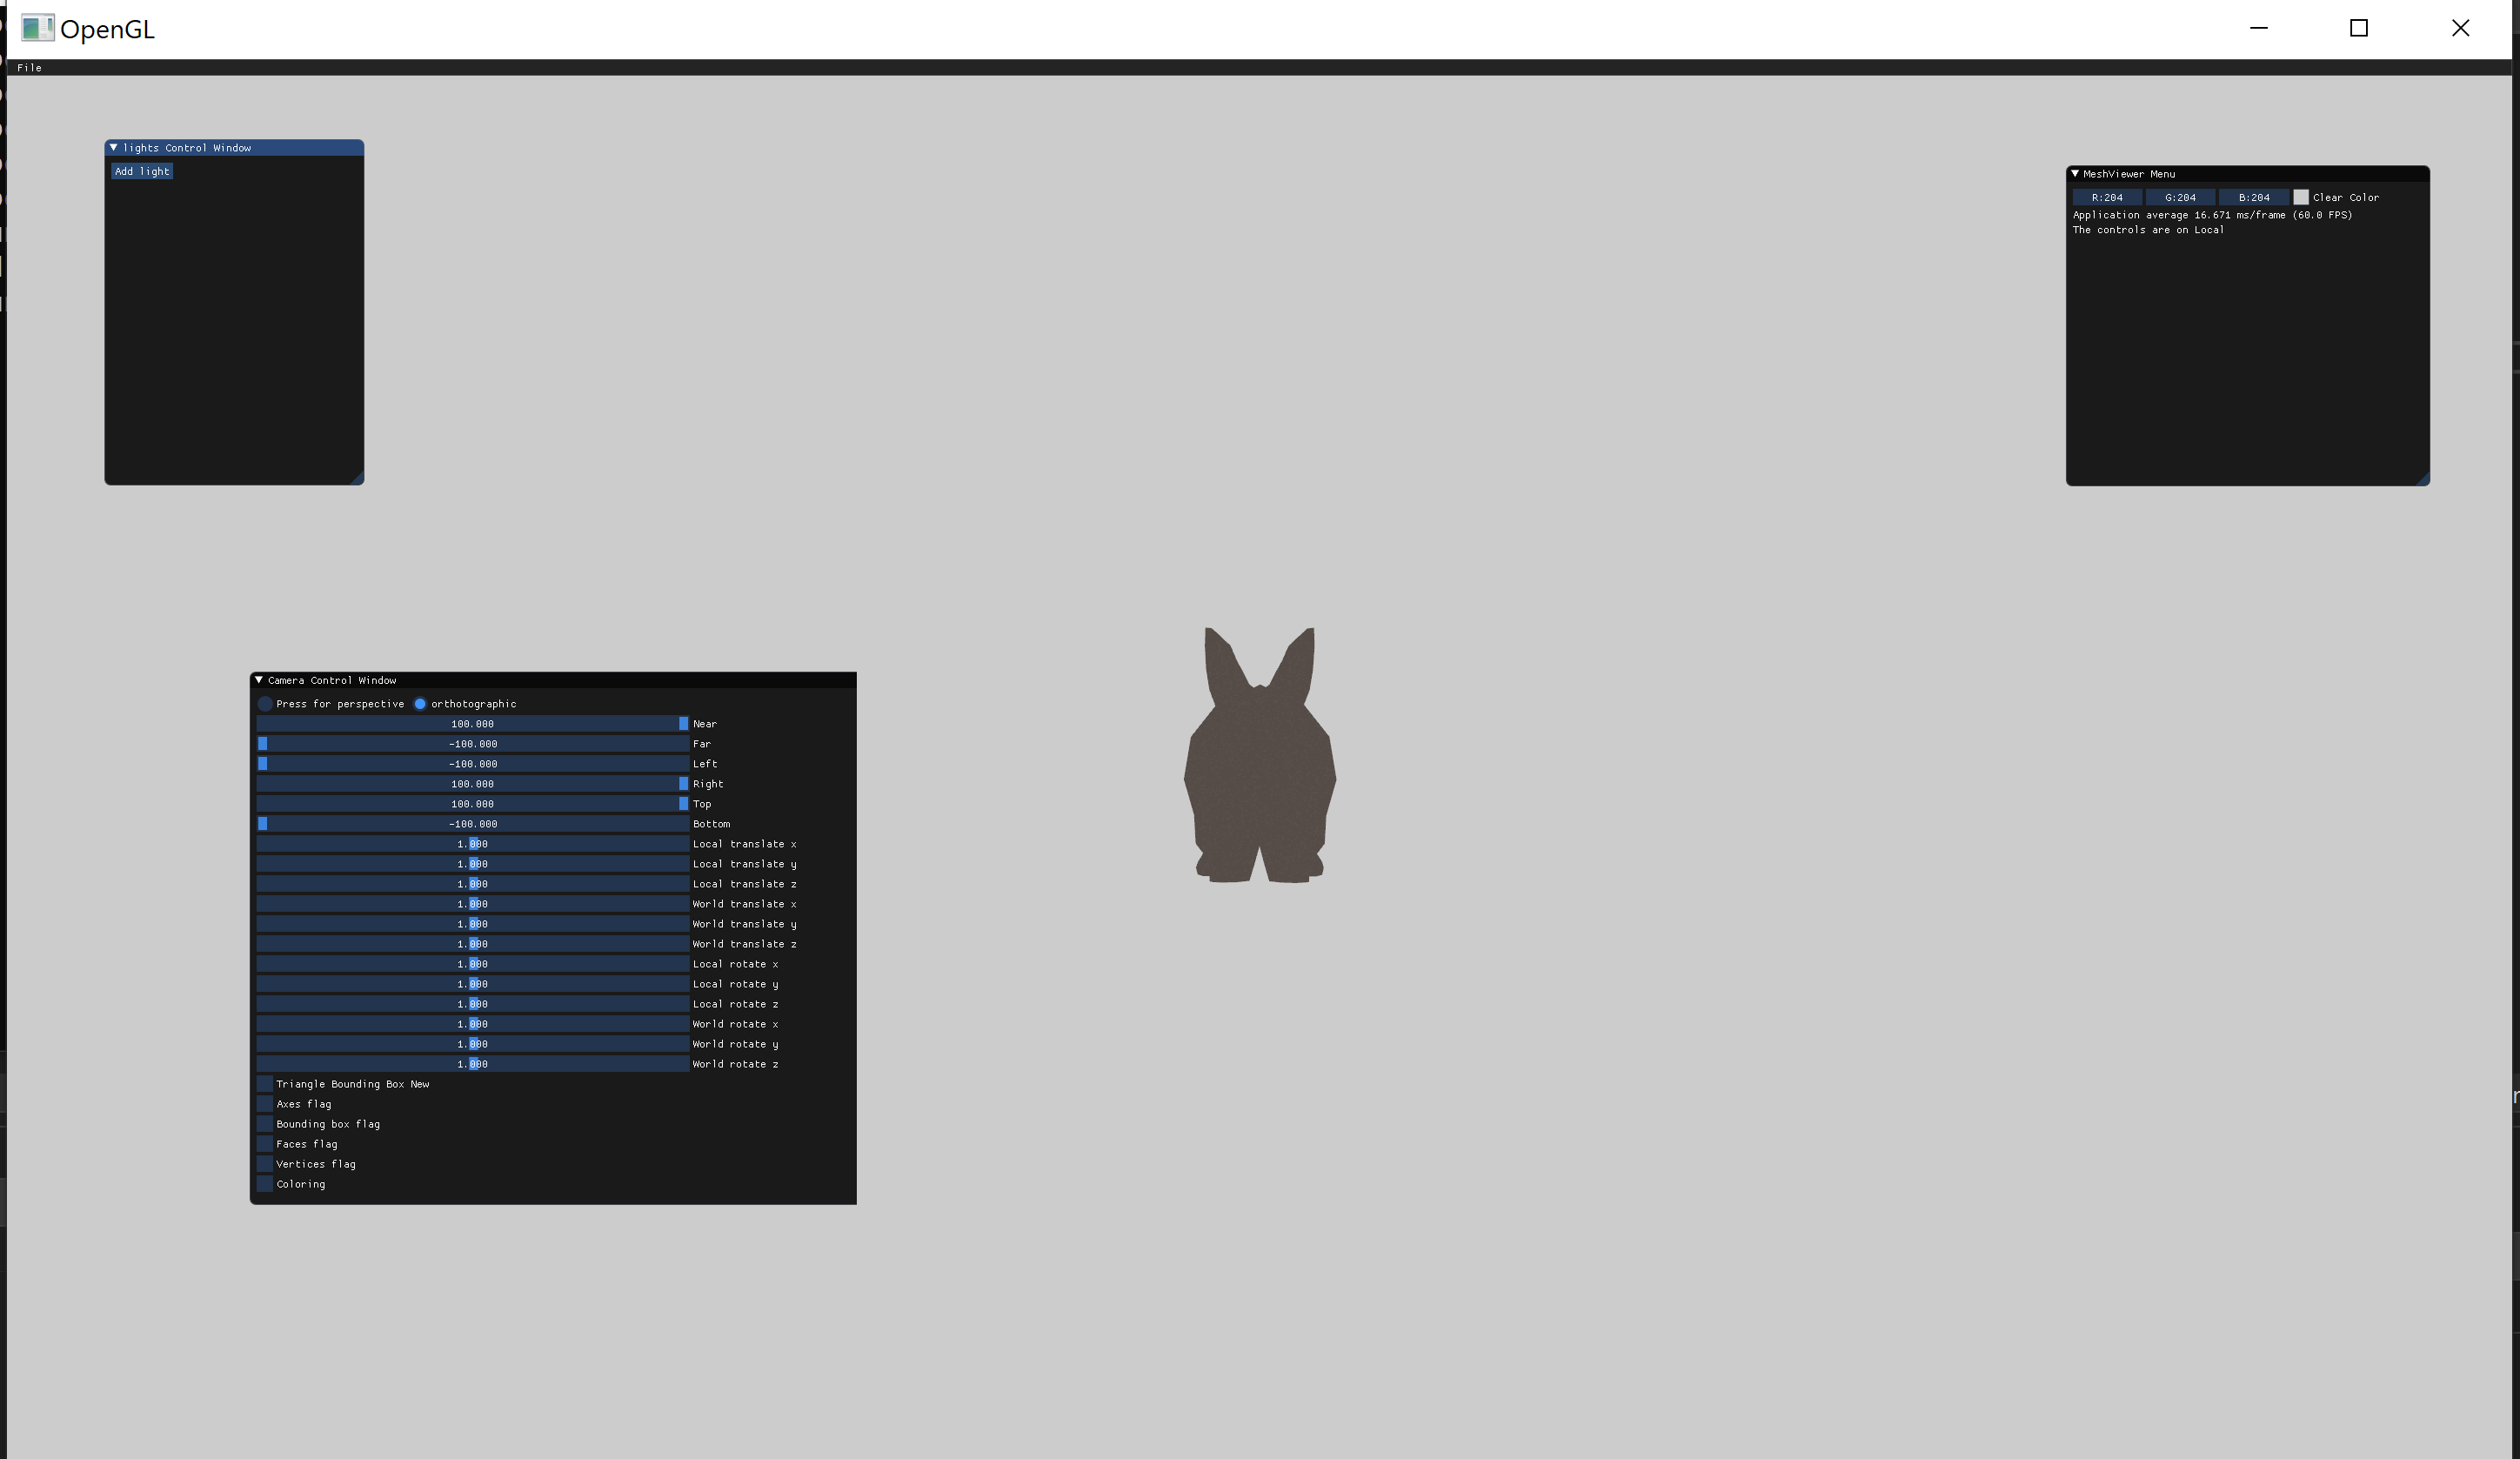 OpenGL
File
lights Control Window
Add light
MeshViewer Menu
R:204 G:204 B:204 Clear Color
Application average 16.671 ms/frame (60.0 FPS)
The controls are on Local
Camera Control Window
Press for perspective orthotographic
100.000 Near
-100.000 Far
-100.000 Left
100.000 Right
100.000 Top
-100.000 Bottom
1.000 Local translate x
1.000 Local translate y
1.000 Local translate z
1.000 World translate x
1.000 World translate y
1.000 World translate z
1.000 Local rotate x
1.000 Local rotate y
1.000 Local rotate z
1.000 World rotate x
1.000 World rotate y
1.000 World rotate z
Triangle Bounding Box New
Axes flag
Bounding box flag
Faces flag
Vertices flag
Coloring